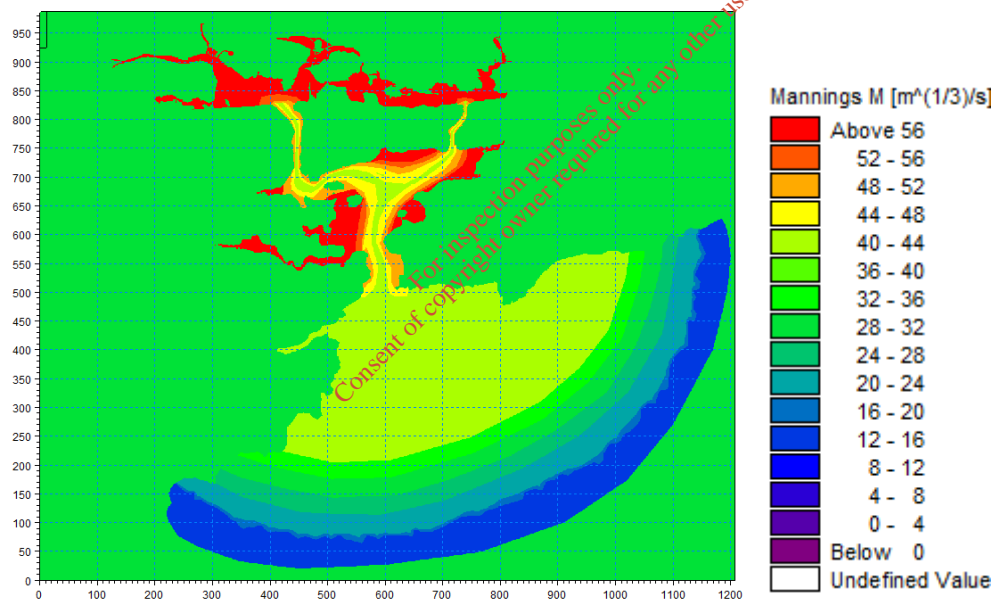 950
900
850
800
750
700
650
600
550
500
450
400
350
300
250
200
150
100
50
0
0 100 200 300 400 500 600 700 800 900 1000 1100 1200
For inspection purposes only.
Consent of copyright owner required for any other use
Mannings M [m^(1/3)/s]
Above 56
52 - 56
48 - 52
44 - 48
40 - 44
36 - 40
32 - 36
28 - 32
24 - 28
20 - 24
16 - 20
12 - 16
8 - 12
4 - 8
0 - 4
Below 0
Undefined Value